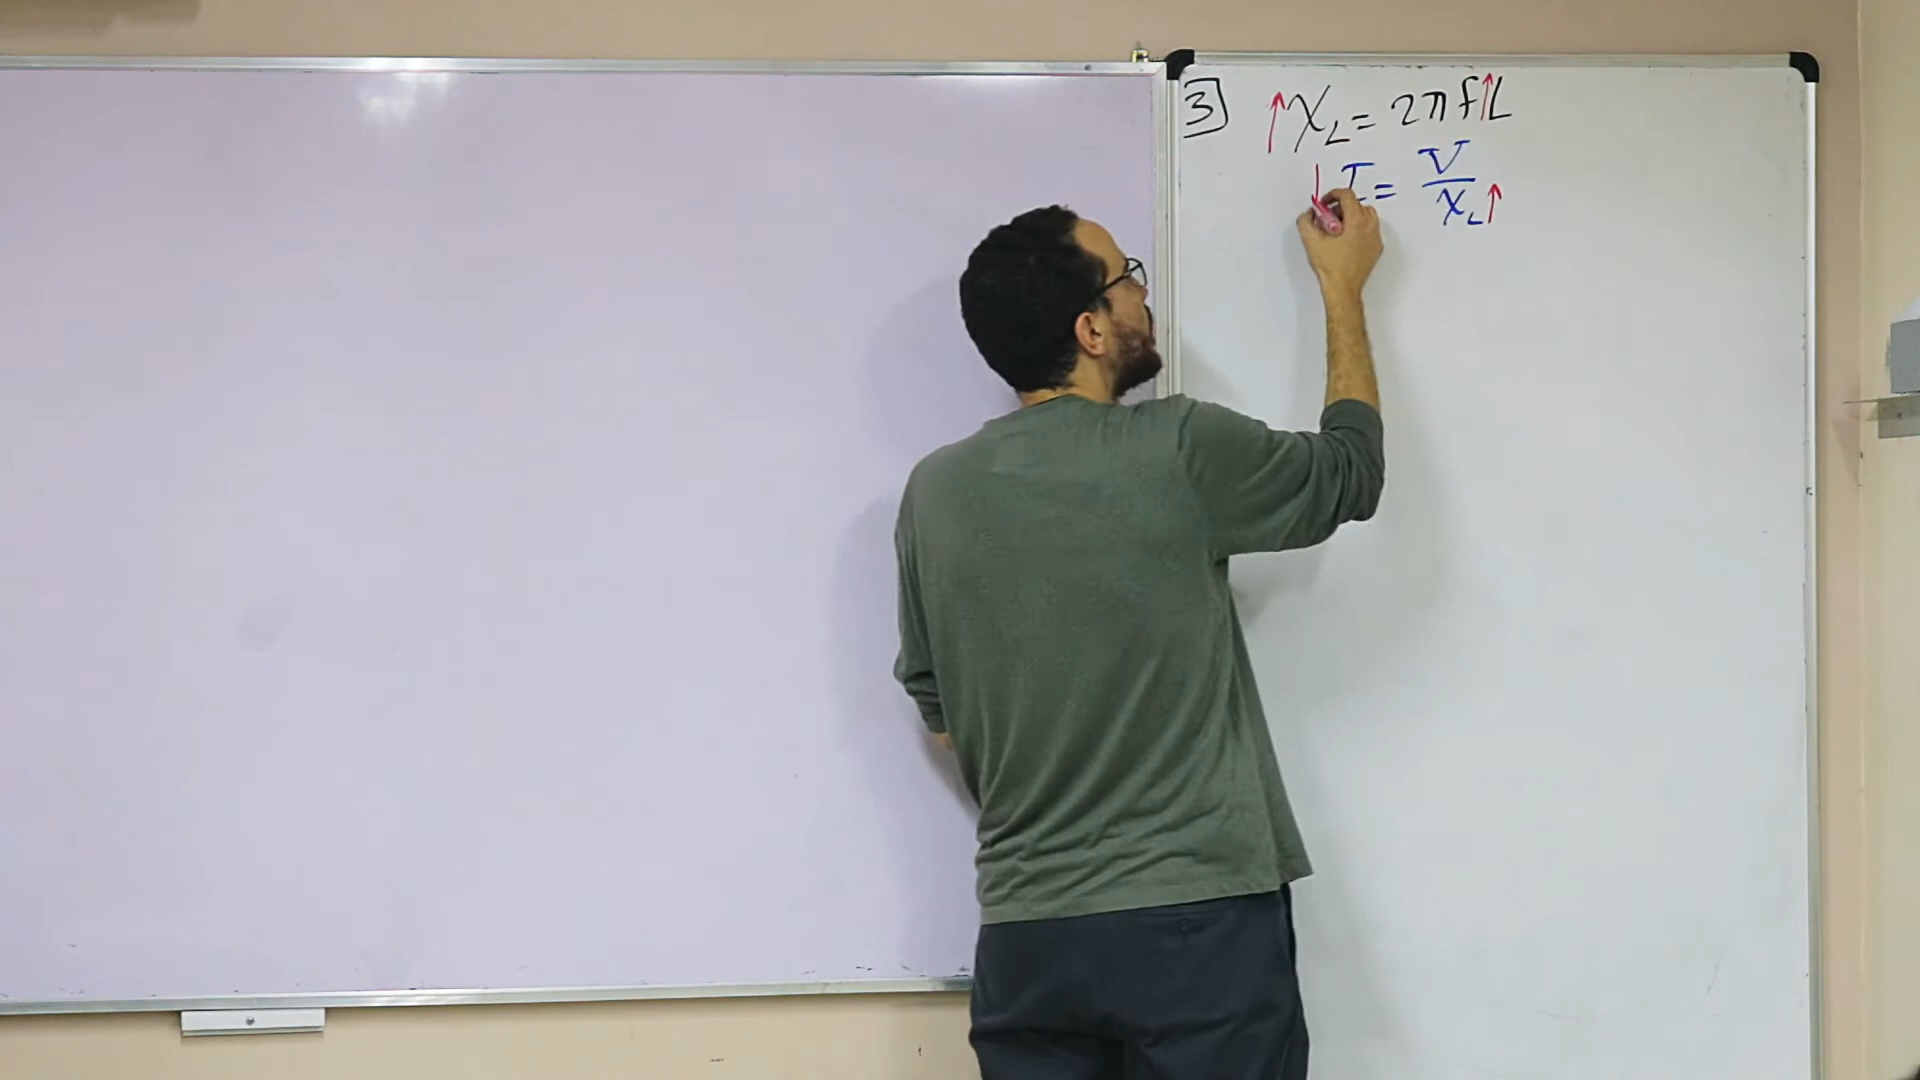 3] ↑X_L = 2πf↑L
↓I = V/X_L↑